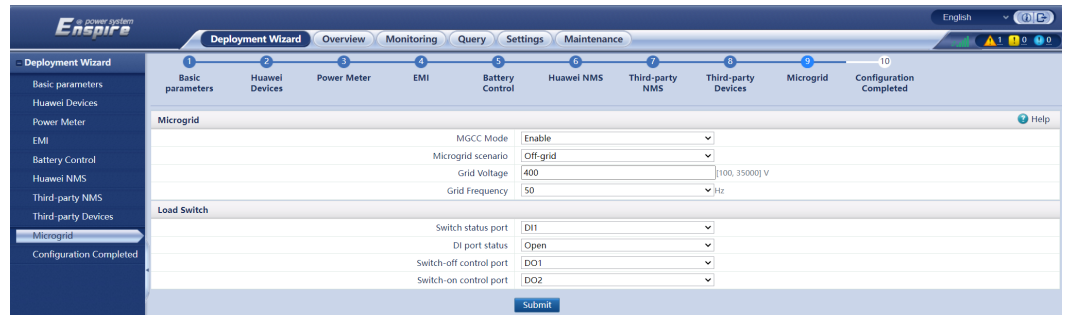 Enspire e power system
English
Deployment Wizard Overview Monitoring Query Settings Maintenance
1 0 0
Deployment Wizard
Basic parameters
Huawei Devices
Power Meter
EMI
Battery Control
Huawei NMS
Third-party NMS
Third-party Devices
Microgrid
Configuration Completed
1 2 3 4 5 6 7 8 9 10
Basic parameters
Huawei Devices
Power Meter
EMI
Battery Control
Huawei NMS
Third-party NMS
Third-party Devices
Microgrid
Configuration Completed
Microgrid Help
MGCC Mode Enable
Microgrid scenario Off-grid
Grid Voltage 400 [100, 35000] V
Grid Frequency 50 Hz
Load Switch
Switch status port DI1
DI port status Open
Switch-off control port DO1
Switch-on control port DO2
Submit